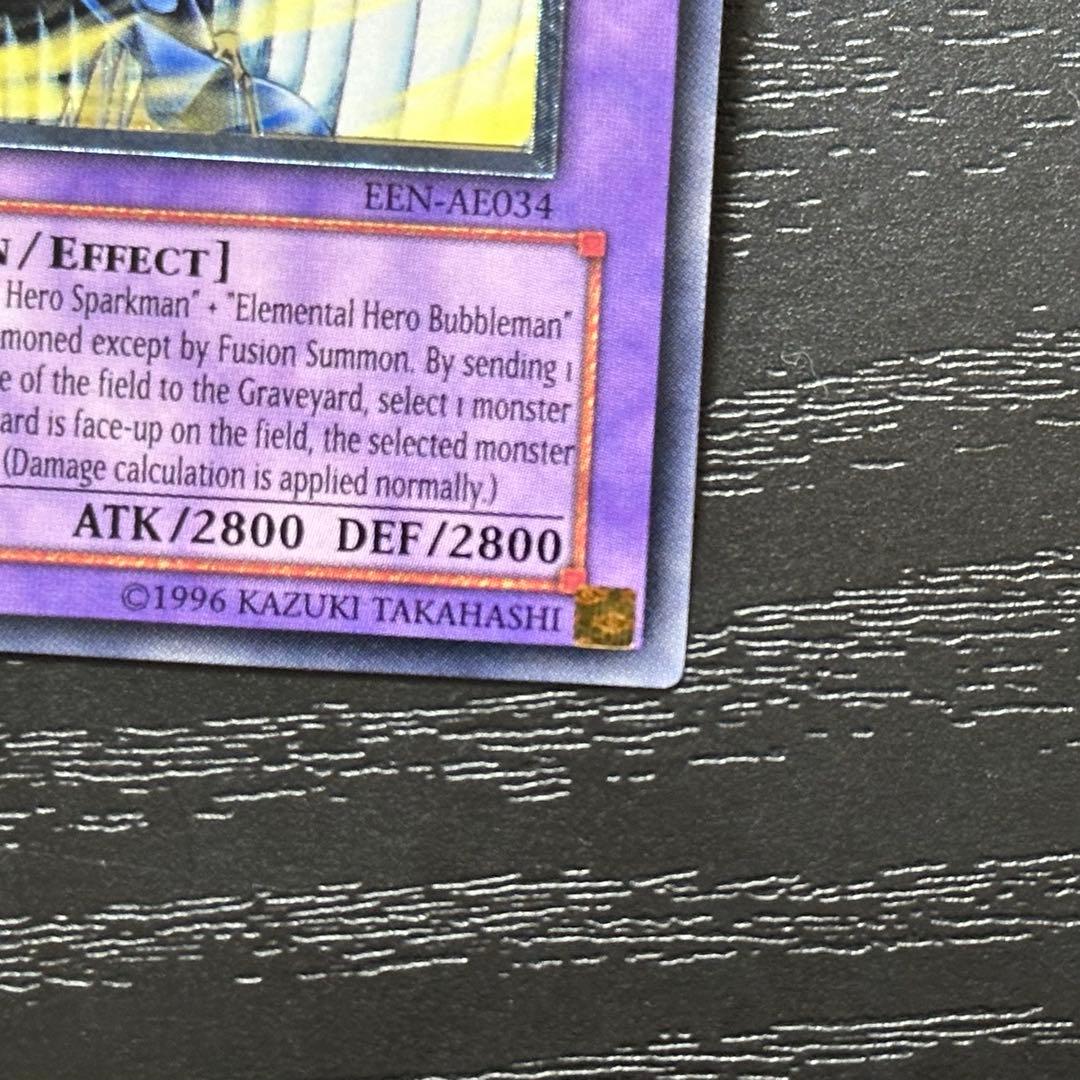 EEN-AE034
/EFFECT]
Hero Sparkman" + "Elemental Hero Bubbleman"
moned except by Fusion Summon. By sending 1
e of the field to the Graveyard, select 1 monster
ard is face-up on the field, the selected monster
(Damage calculation is applied normally.)
ATK/2800 DEF/2800
©1996 KAZUKI TAKAHASHI